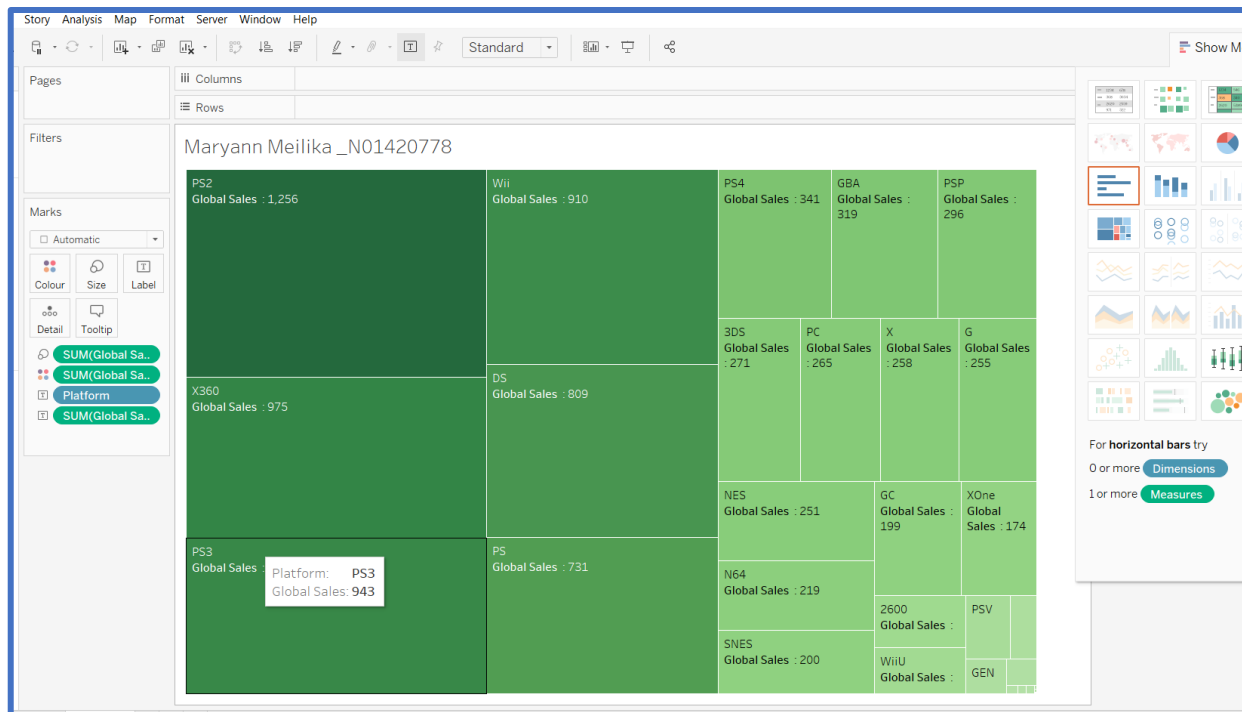 Story Analysis Map Format Server Window Help
Standard
Show M
Pages
Columns
Rows
Filters
Maryann Meilika _N01420778
Marks
Automatic
Colour Size Label
Detail Tooltip
SUM(Global Sa..
SUM(Global Sa..
Platform
SUM(Global Sa..
PS2
Global Sales : 1,256
X360
Global Sales : 975
PS3
Global Sales :
Platform: PS3
Global Sales: 943
Wii
Global Sales : 910
DS
Global Sales : 809
PS
Global Sales : 731
PS4
Global Sales : 341
GBA
Global Sales :
319
PSP
Global Sales :
296
3DS
Global Sales
: 271
PC
Global Sales
: 265
X
Global Sales
: 258
G
Global Sales
: 255
NES
Global Sales : 251
N64
Global Sales : 219
SNES
Global Sales : 200
GC
Global Sales :
199
XOne
Global
Sales : 174
2600
Global Sales :
WiiU
Global Sales :
PSV
GEN
For horizontal bars try
0 or more Dimensions
1 or more Measures